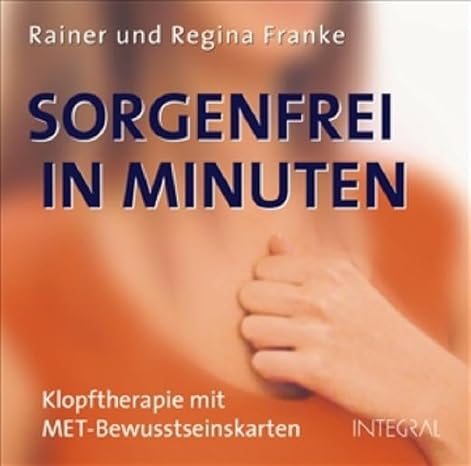 Rainer und Regina Franke
SORGENFREI
IN MINUTEN
Klopftherapie mit
MET-Bewusstseinskarten
INTEGRAL